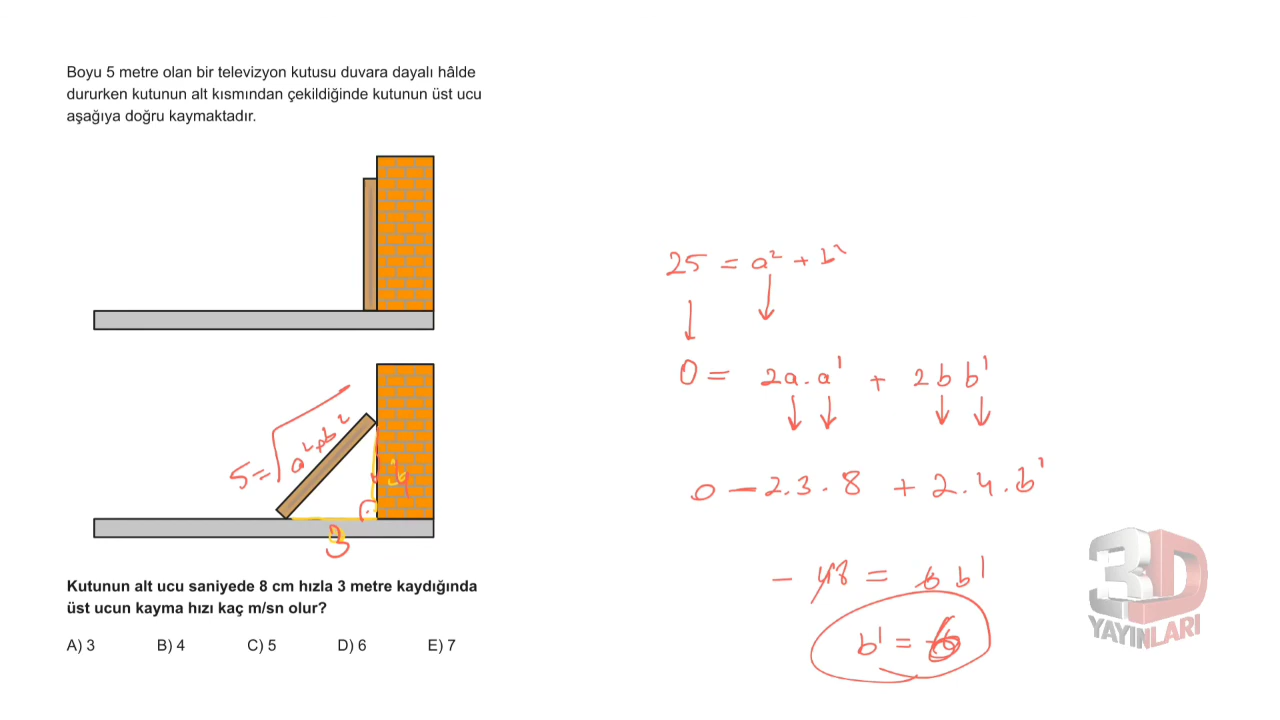 Boyu 5 metre olan bir televizyon kutusu duvara dayalı hâlde
dururken kutunun alt kısmından çekildiğinde kutunun üst ucu
aşağıya doğru kaymaktadır.
5 = √a² + b²
4
3
Kutunun alt ucu saniyede 8 cm hızla 3 metre kaydığında
üst ucun kayma hızı kaç m/sn olur?
A) 3 B) 4 C) 5 D) 6 E) 7
25 = a² + b²
0 = 2a.a' + 2b b'
0 - 2.3.8 + 2.4.b'
- 48 = b'
b' = 6
3D
YAYINLARI